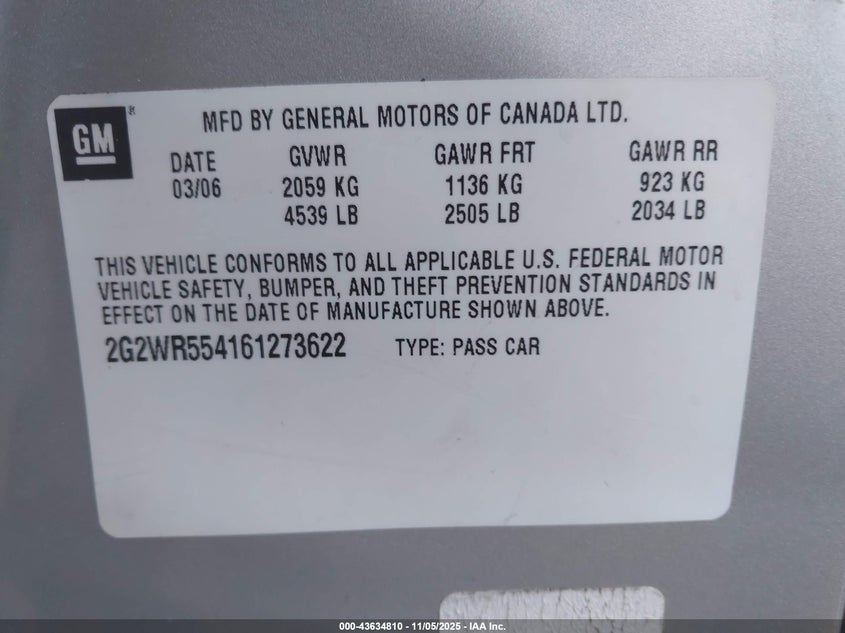 GM
MFD BY GENERAL MOTORS OF CANADA LTD.
DATE GVWR GAWR FRT GAWR RR
03/06 2059 KG 1136 KG 923 KG
4539 LB 2505 LB 2034 LB
THIS VEHICLE CONFORMS TO ALL APPLICABLE U.S. FEDERAL MOTOR
VEHICLE SAFETY, BUMPER, AND THEFT PREVENTION STANDARDS IN
EFFECT ON THE DATE OF MANUFACTURE SHOWN ABOVE.
2G2WR554161273622 TYPE: PASS CAR
000-43634810 - 11/05/2025 - IAA Inc.